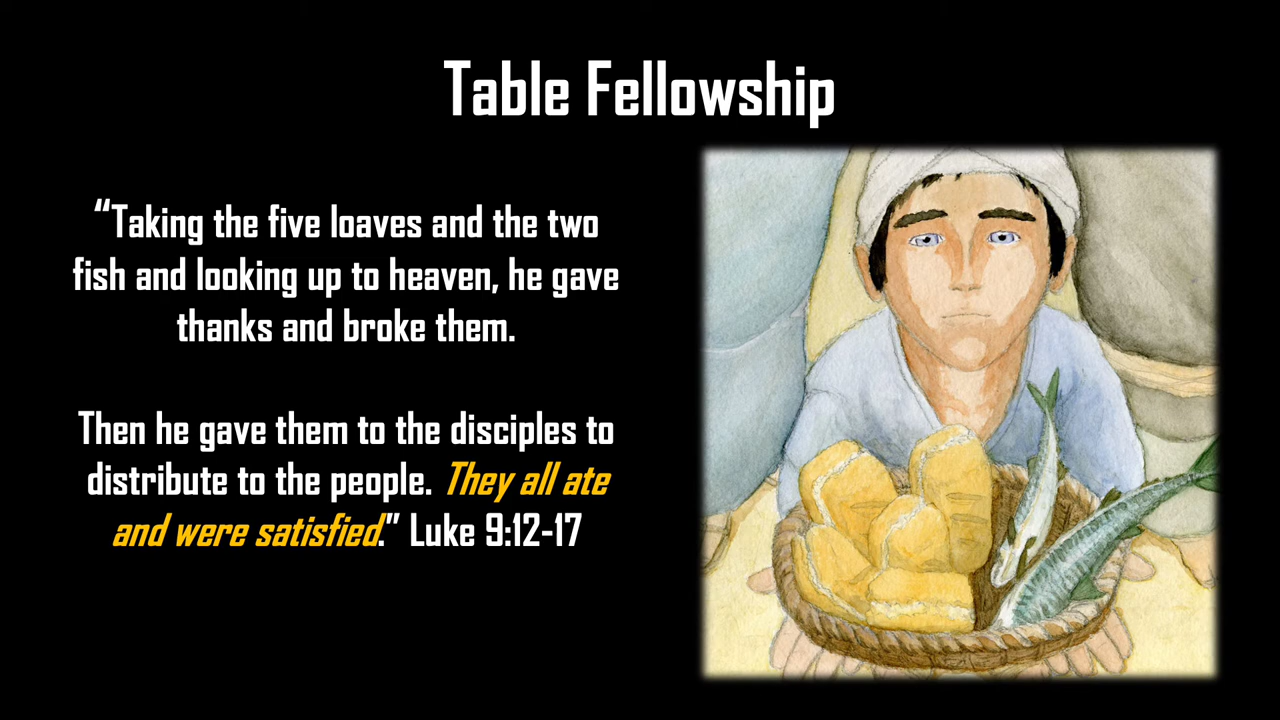 Table Fellowship
“Taking the five loaves and the two
fish and looking up to heaven, he gave
thanks and broke them.
Then he gave them to the disciples to
distribute to the people. They all ate
and were satisfied.” Luke 9:12-17